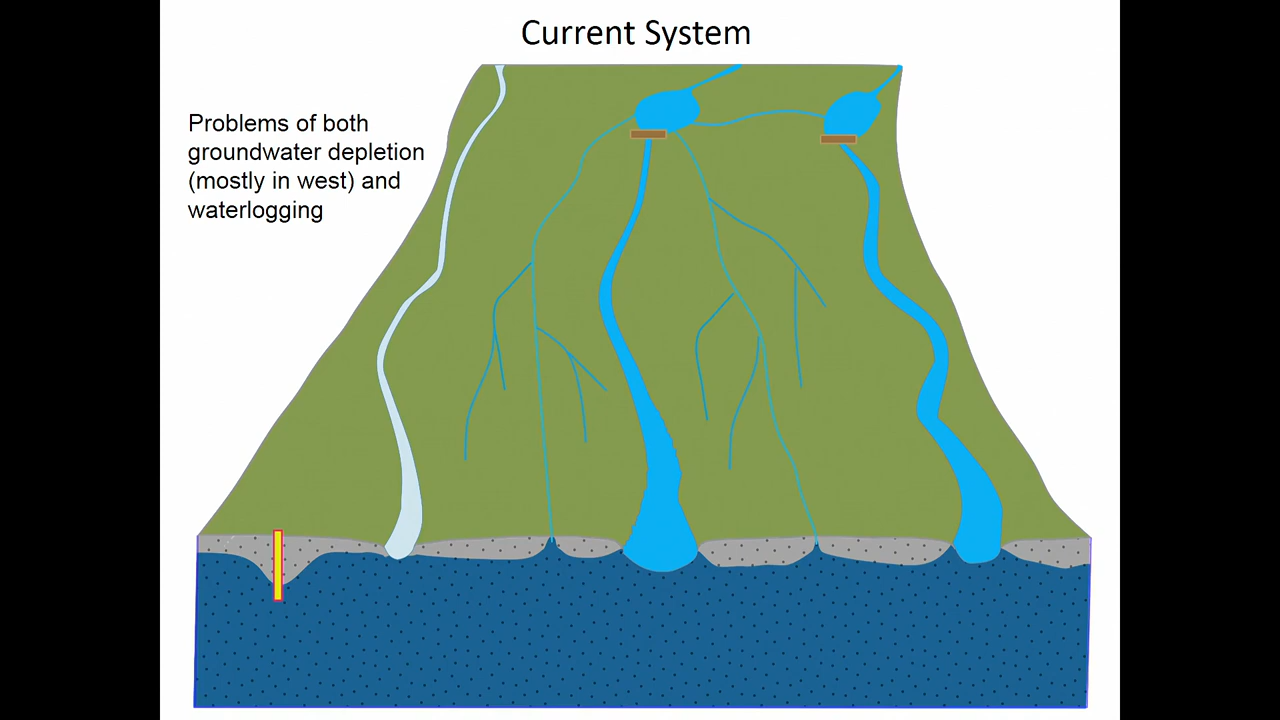 Current System
Problems of both
groundwater depletion
(mostly in west) and
waterlogging